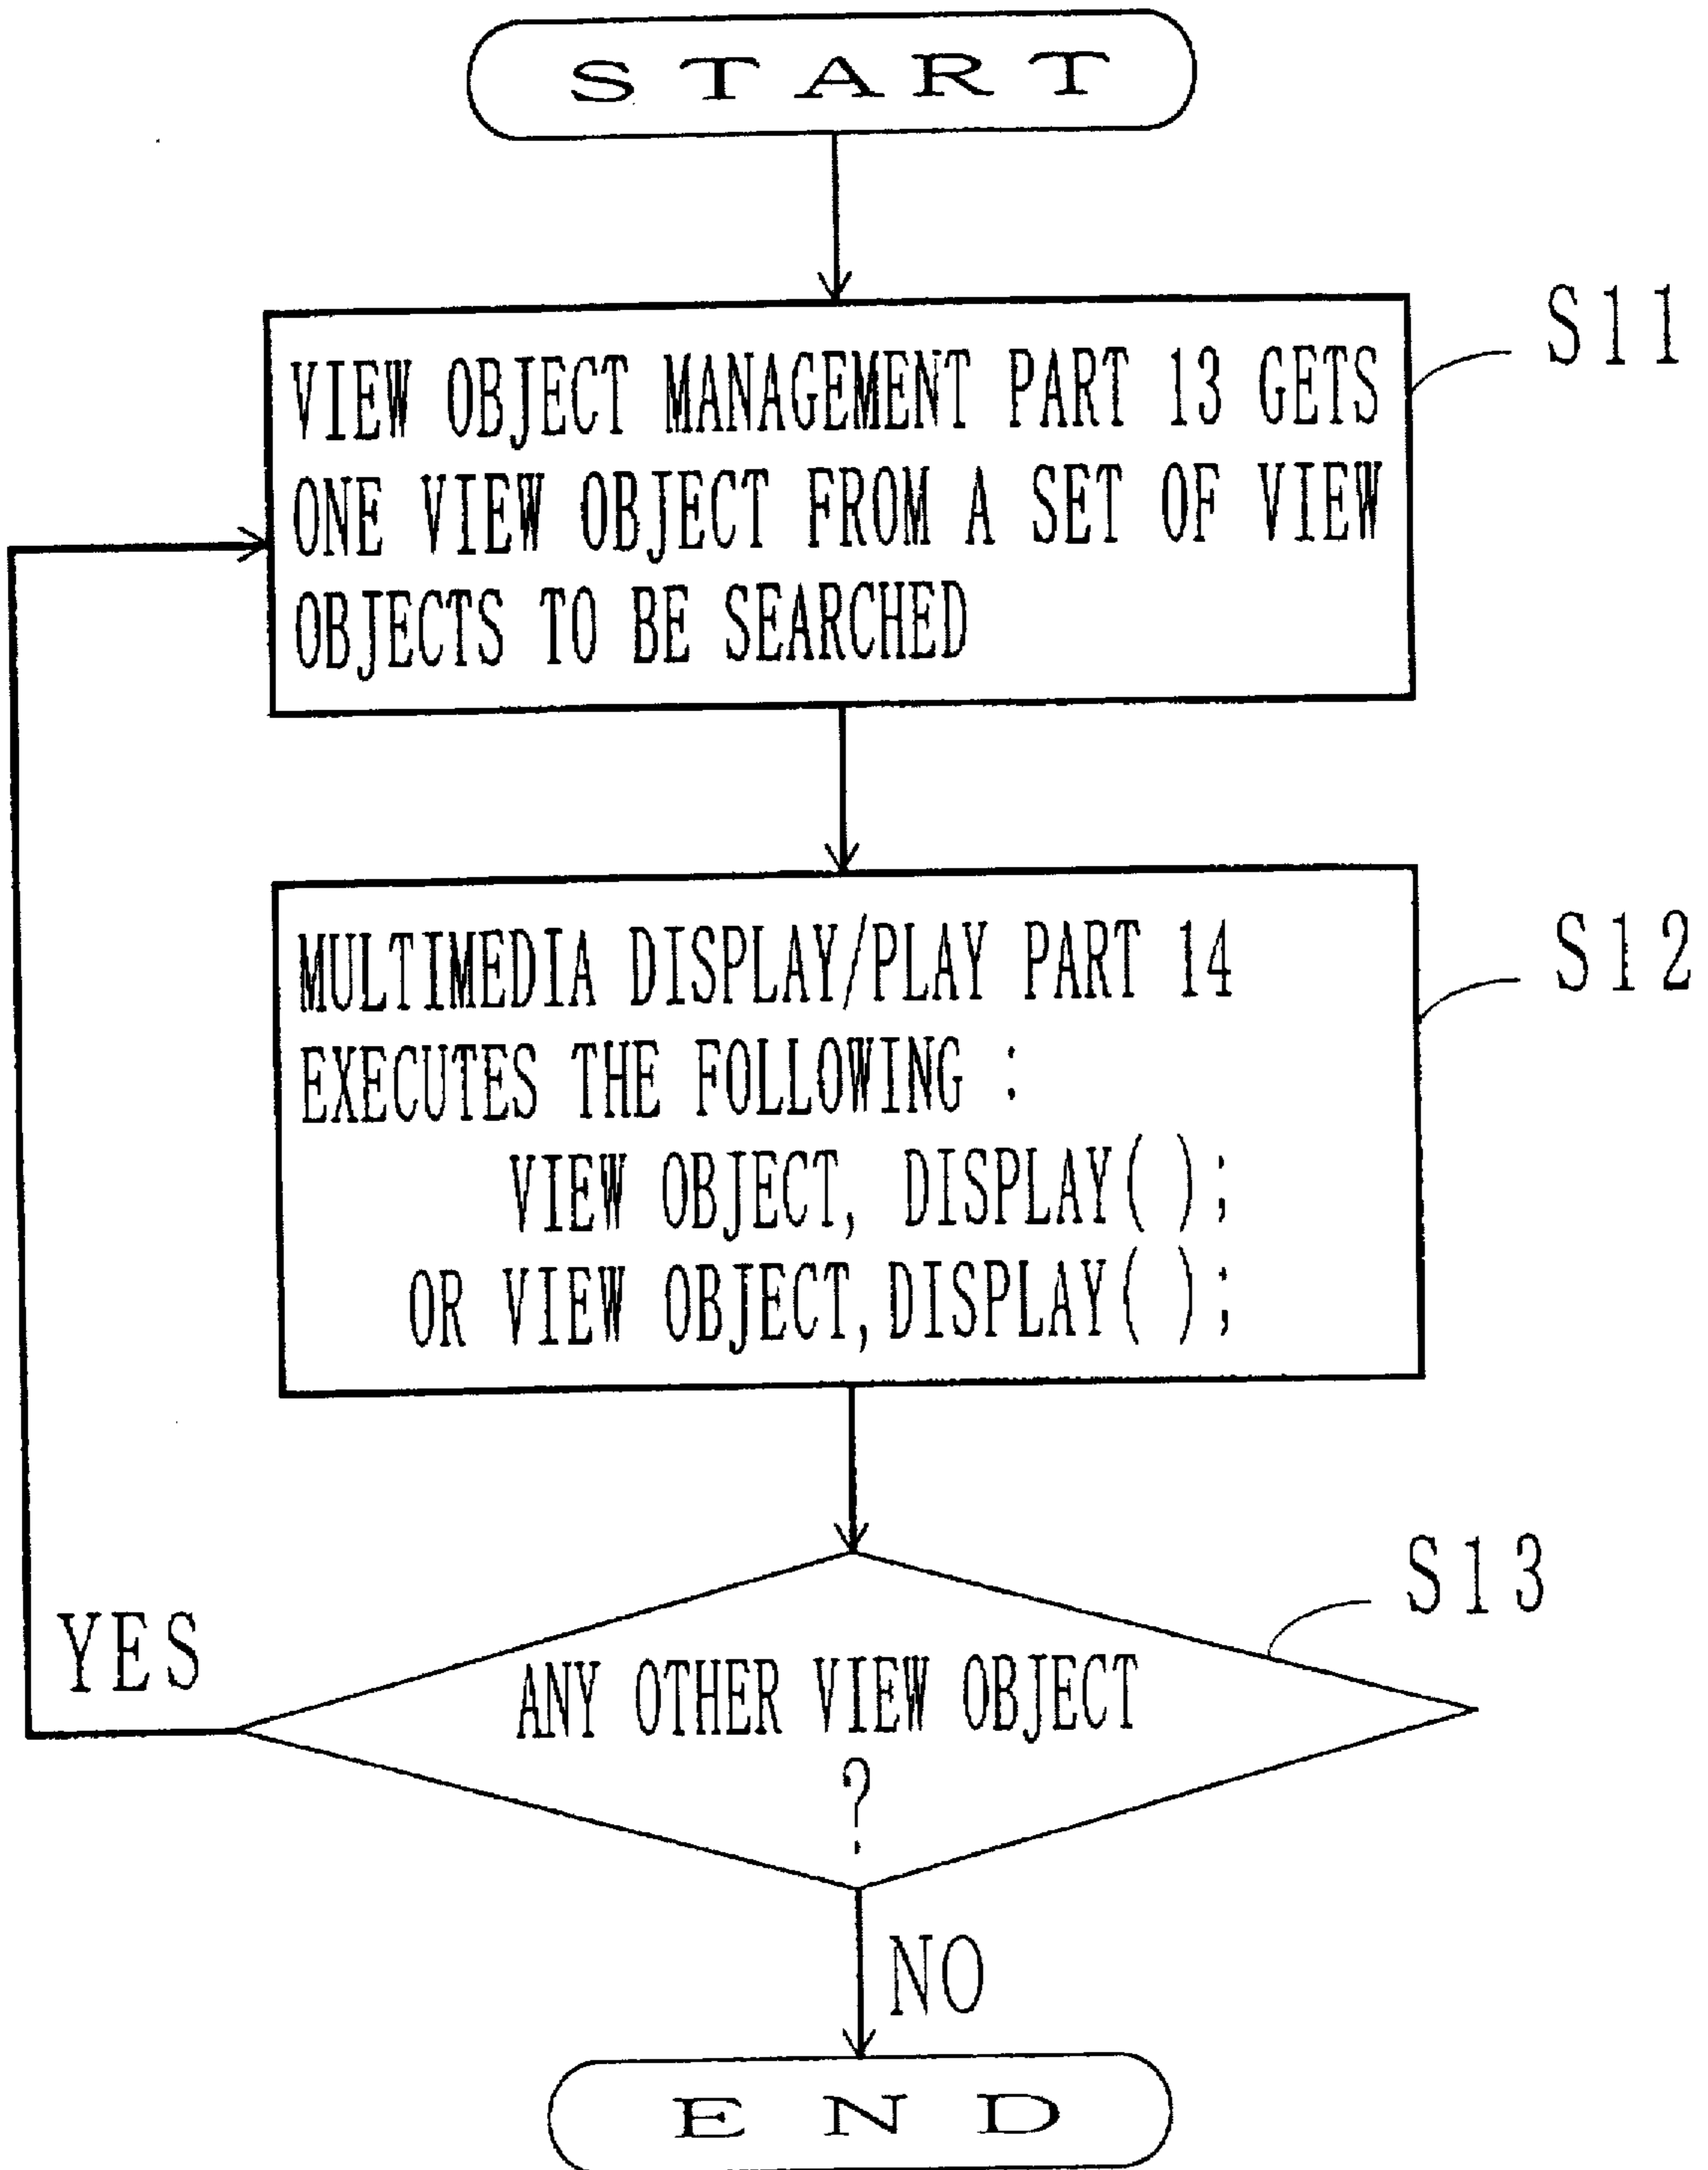 START
VIEW OBJECT MANAGEMENT PART 13 GETS
ONE VIEW OBJECT FROM A SET OF VIEW
OBJECTS TO BE SEARCHED
S11
MULTIMEDIA DISPLAY/PLAY PART 14
EXECUTES THE FOLLOWING :
VIEW OBJECT, DISPLAY( );
OR VIEW OBJECT,DISPLAY( );
S12
S13
YES
ANY OTHER VIEW OBJECT
?
NO
END